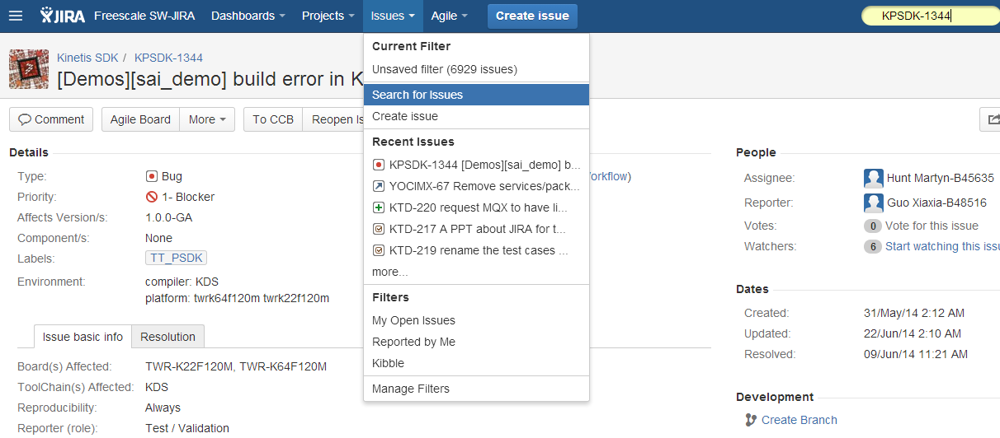 JIRA Freescale SW-JIRA Dashboards Projects Issues Agile Create issue KPSDK-1344
Kinetis SDK / KPSDK-1344
[Demos][sai_demo] build error in K
Comment Agile Board More To CCB Reopen Is
Current Filter
Unsaved filter (6929 issues)
Search for Issues
Create issue
Recent Issues
KPSDK-1344 [Demos][sai_demo] b...
YOCIMX-67 Remove services/pack...
KTD-220 request MQX to have li...
KTD-217 A PPT about JIRA for t...
KTD-219 rename the test cases ...
more...
Filters
My Open Issues
Reported by Me
Kibble
Manage Filters
Details
Type: Bug
orkflow)
Priority: 1- Blocker
Affects Version/s: 1.0.0-GA
Component/s: None
Labels: TT_PSDK
Environment: compiler: KDS
platform: twrk64f120m twrk22f120m
Issue basic info Resolution
Board(s) Affected: TWR-K22F120M, TWR-K64F120M
ToolChain(s) Affected: KDS
Reproducibility: Always
Reporter (role): Test / Validation
People
Assignee: Hunt Martyn-B45635
Reporter: Guo Xiaxia-B48516
Votes: 0 Vote for this issue
Watchers: 6 Start watching this issu
Dates
Created: 31/May/14 2:12 AM
Updated: 22/Jun/14 2:10 AM
Resolved: 09/Jun/14 11:21 AM
Development
Create Branch